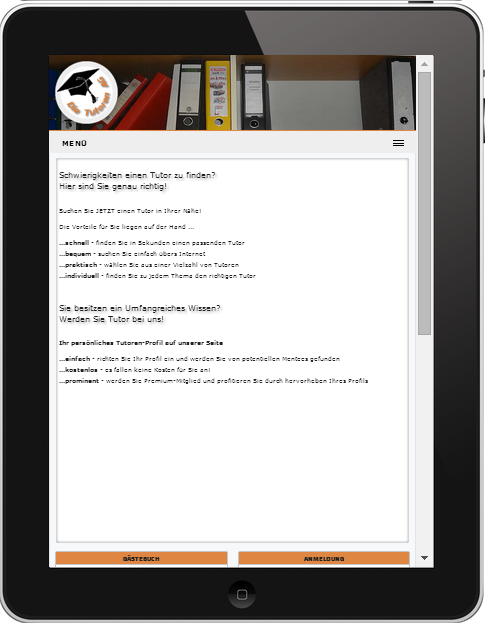 Die Tutoren AG
MENÜ
Schwierigkeiten einen Tutor zu finden?
Hier sind Sie genau richtig!
Suchen Sie JETZT einen Tutor in Ihrer Nähe!
Die Vorteile für Sie liegen auf der Hand ...
...schnell - finden Sie in Sekunden einen passenden Tutor
...bequem - suchen Sie einfach übers Internet
...praktisch - wählen Sie aus einer Vielzahl von Tutoren
...individuell - finden Sie zu jedem Thema den richtigen Tutor
Sie besitzen ein Umfangreiches Wissen?
Werden Sie Tutor bei uns!
Ihr persönliches Tutoren-Profil auf unserer Seite
...einfach - richten Sie Ihr Profil ein und werden Sie von potentiellen Mentees gefunden
...kostenlos - es fallen keine Kosten für Sie an!
...prominent - werden Sie Premium-Mitglied und profitieren Sie durch hervorheben Ihres Profils
GÄSTEBUCH
ANMELDUNG